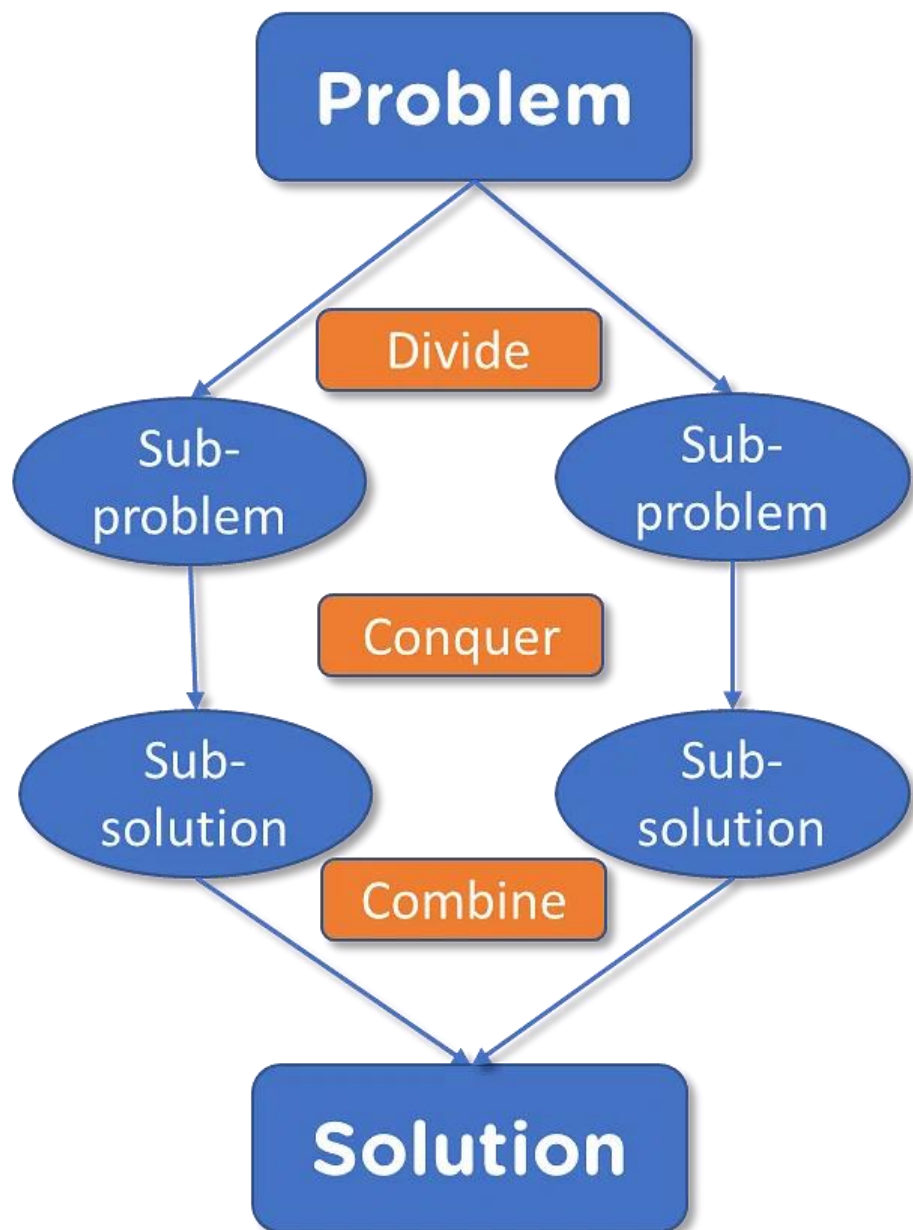 Problem
Divide
Sub-
problem
Sub-
problem
Conquer
Sub-
solution
Sub-
solution
Combine
Solution